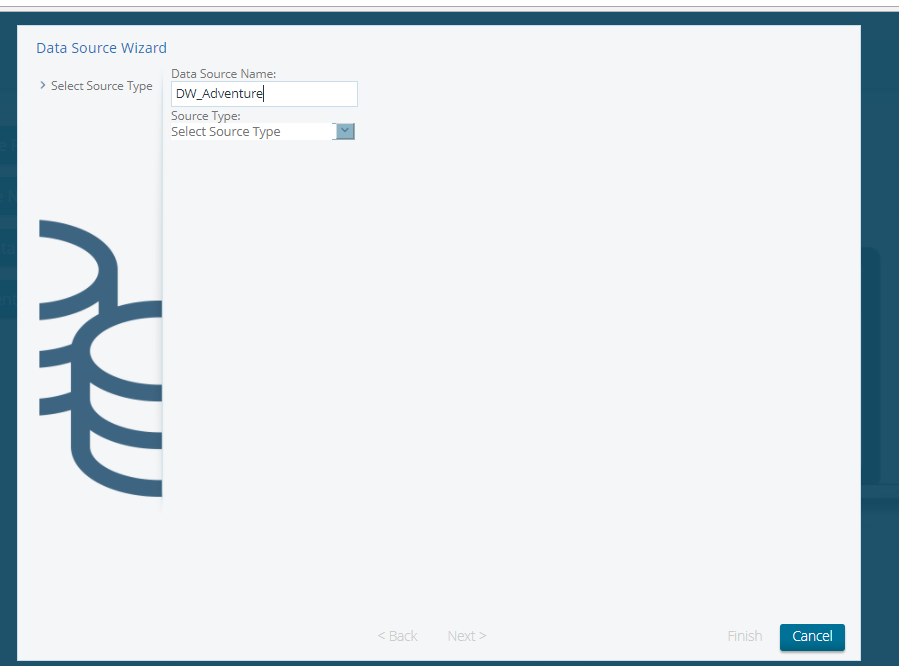 Data Source Wizard
> Select Source Type
Data Source Name:
DW_Adventure
Source Type:
Select Source Type
< Back
Next >
Finish
Cancel